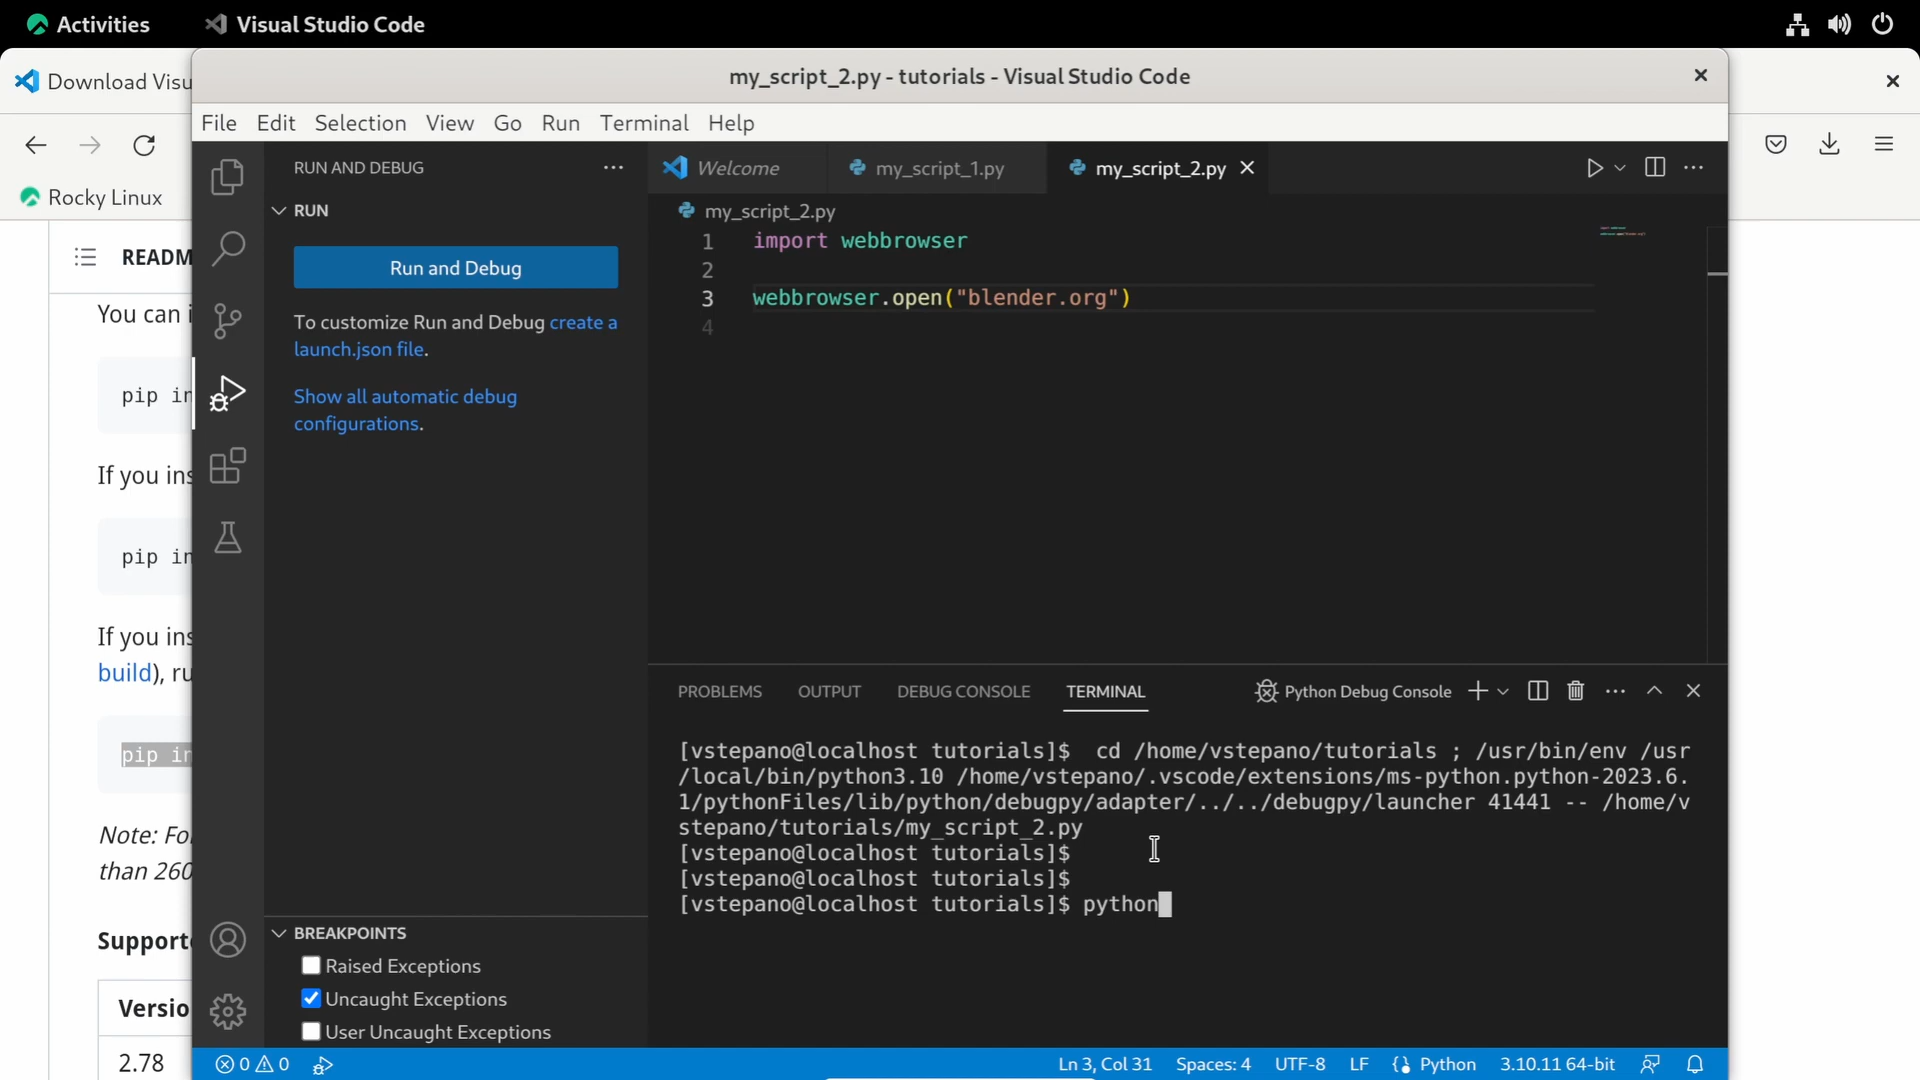 Activities
Visual Studio Code
Download Visu
my_script_2.py - tutorials - Visual Studio Code
File Edit Selection View Go Run Terminal Help
RUN AND DEBUG
Welcome
my_script_1.py
my_script_2.py
Rocky Linux
RUN
my_script_2.py
1 import webbrowser
2
3 webbrowser.open("blender.org")
4
READM
Run and Debug
You can i
To customize Run and Debug create a
launch.json file.
pip in
Show all automatic debug
configurations.
If you ins
pip in
If you ins
build), ru
pip in
Note: Fo
than 260
Supporte
Versio
2.78
PROBLEMS OUTPUT DEBUG CONSOLE TERMINAL
Python Debug Console
[vstepano@localhost tutorials]$  cd /home/vstepano/tutorials ; /usr/bin/env /usr
/local/bin/python3.10 /home/vstepano/.vscode/extensions/ms-python.python-2023.6.
1/pythonFiles/lib/python/debugpy/adapter/../../debugpy/launcher 41441 -- /home/v
stepano/tutorials/my_script_2.py
[vstepano@localhost tutorials]$
[vstepano@localhost tutorials]$
[vstepano@localhost tutorials]$ python
BREAKPOINTS
Raised Exceptions
Uncaught Exceptions
User Uncaught Exceptions
0 0
Ln 3, Col 31 Spaces: 4 UTF-8 LF Python 3.10.11 64-bit